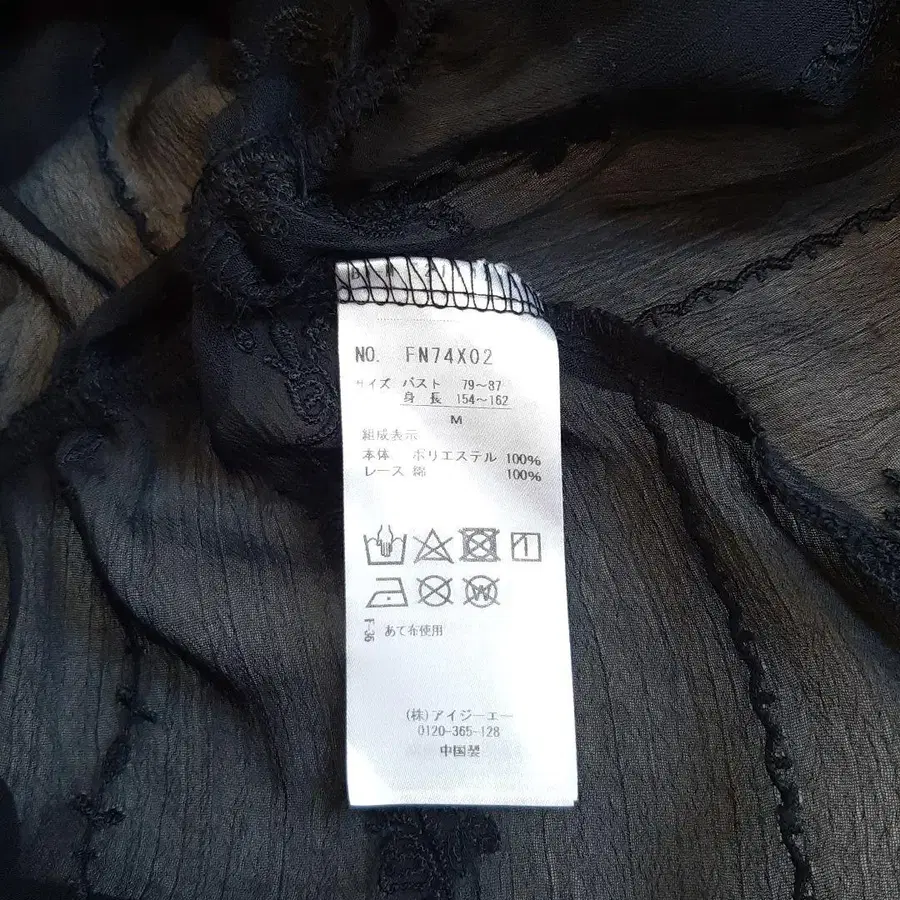 NO. FN74X02
サイズ バスト 79~87
身長 154~162
M
組成表示
本体 ポリエステル 100%
レース 綿 100%
F-35 あて布使用
(株)アイジーエー
0120-365-128
中国製